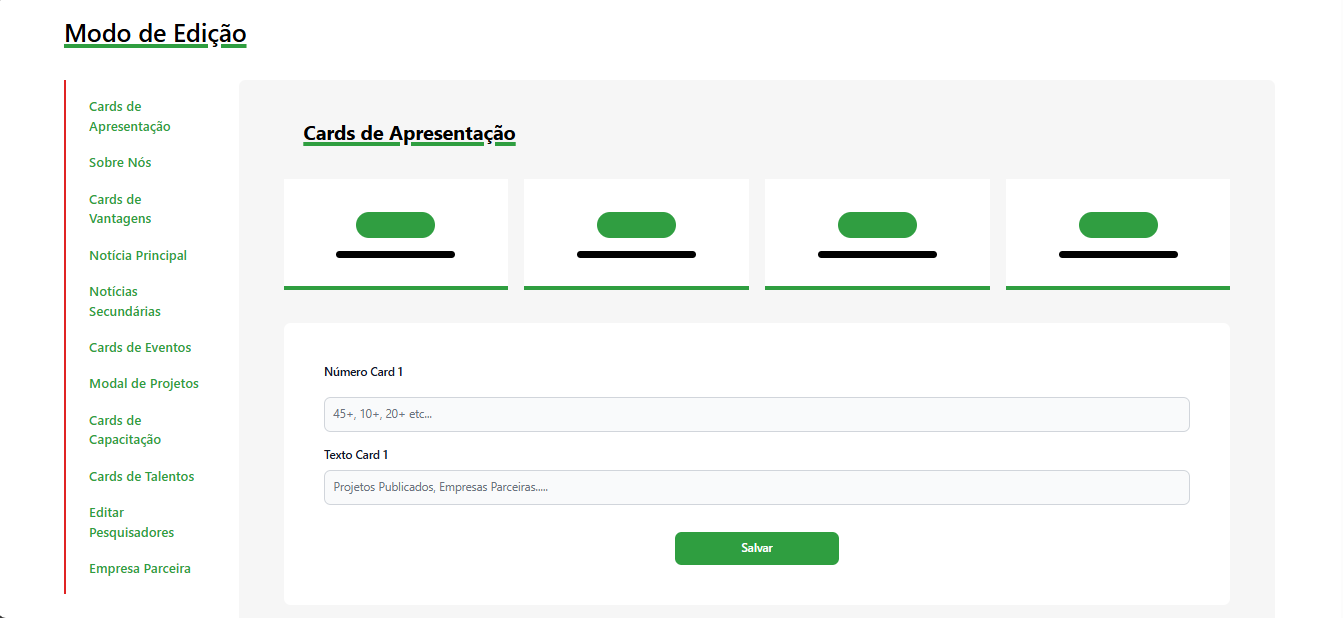 Modo de Edição
Cards de
Apresentação
Sobre Nós
Cards de
Vantagens
Notícia Principal
Notícias
Secundárias
Cards de Eventos
Modal de Projetos
Cards de
Capacitação
Cards de Talentos
Editar
Pesquisadores
Empresa Parceira
Cards de Apresentação
Número Card 1
45+, 10+, 20+ etc...
Texto Card 1
Projetos Publicados, Empresas Parceiras.....
Salvar